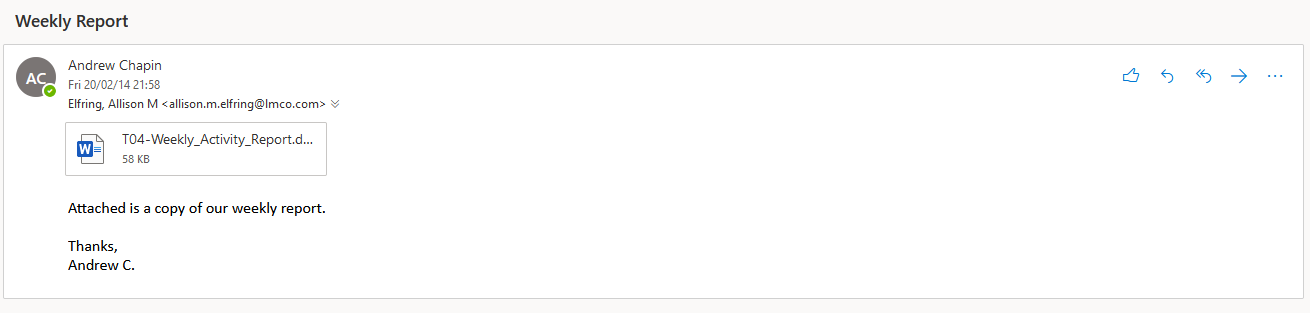 Weekly Report
AC
Andrew Chapin
Fri 20/02/14 21:58
Elfring, Allison M <allison.m.elfring@lmco.com>
W
T04-Weekly_Activity_Report.d...
58 KB
Attached is a copy of our weekly report.
Thanks,
Andrew C.